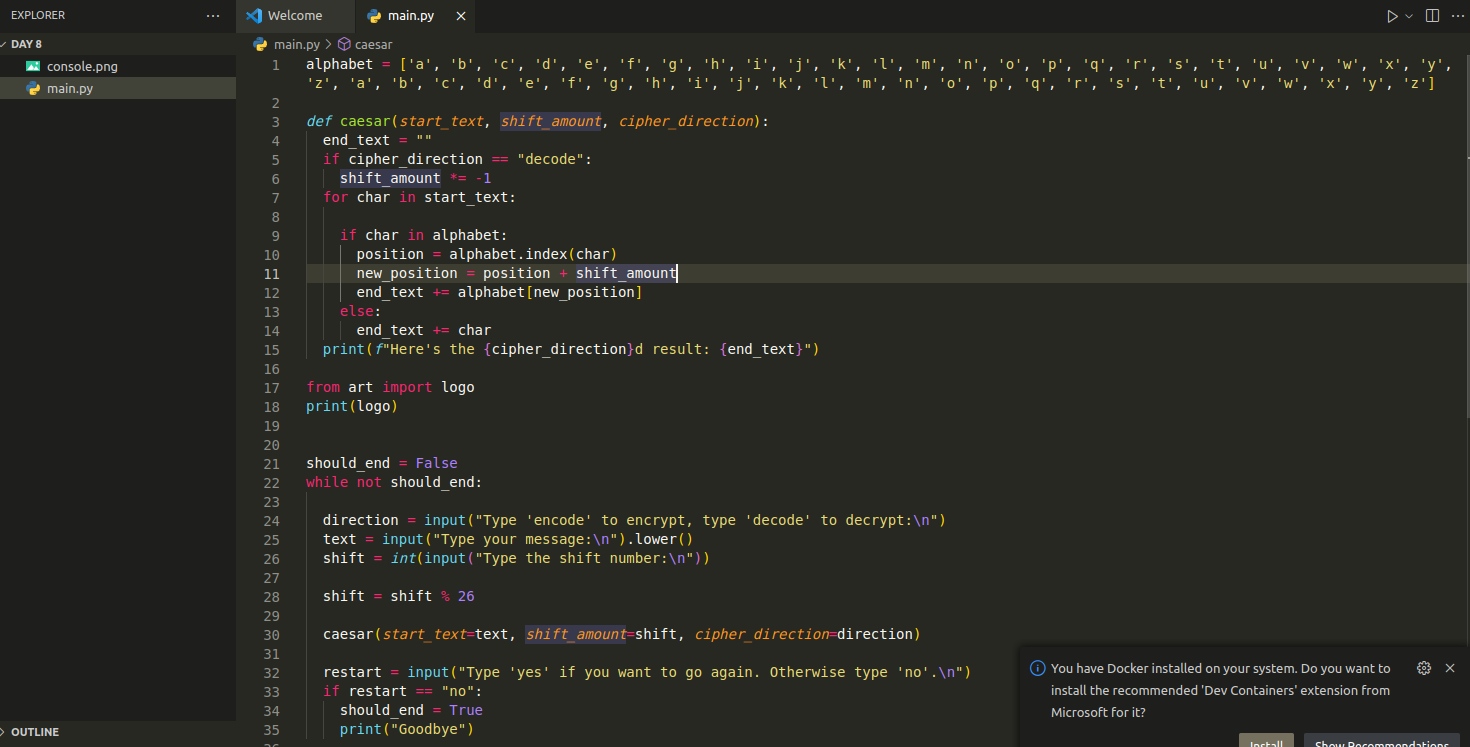 EXPLORER
···
Welcome
main.py
DAY 8
console.png
main.py
main.py > caesar
1 alphabet = ['a', 'b', 'c', 'd', 'e', 'f', 'g', 'h', 'i', 'j', 'k', 'l', 'm', 'n', 'o', 'p', 'q', 'r', 's', 't', 'u', 'v', 'w', 'x', 'y',
'z', 'a', 'b', 'c', 'd', 'e', 'f', 'g', 'h', 'i', 'j', 'k', 'l', 'm', 'n', 'o', 'p', 'q', 'r', 's', 't', 'u', 'v', 'w', 'x', 'y', 'z']
2
3 def caesar(start_text, shift_amount, cipher_direction):
4   end_text = ""
5   if cipher_direction == "decode":
6     shift_amount *= -1
7   for char in start_text:
8
9     if char in alphabet:
10       position = alphabet.index(char)
11       new_position = position + shift_amount
12       end_text += alphabet[new_position]
13     else:
14       end_text += char
15   print(f"Here's the {cipher_direction}d result: {end_text}")
16
17 from art import logo
18 print(logo)
19
20
21 should_end = False
22 while not should_end:
23
24   direction = input("Type 'encode' to encrypt, type 'decode' to decrypt:\n")
25   text = input("Type your message:\n").lower()
26   shift = int(input("Type the shift number:\n"))
27
28   shift = shift % 26
29
30   caesar(start_text=text, shift_amount=shift, cipher_direction=direction)
31
32   restart = input("Type 'yes' if you want to go again. Otherwise type 'no'.\n")
33   if restart == "no":
34     should_end = True
35     print("Goodbye")
36
OUTLINE
You have Docker installed on your system. Do you want to
install the recommended 'Dev Containers' extension from
Microsoft for it?
Install
Show Recommendations